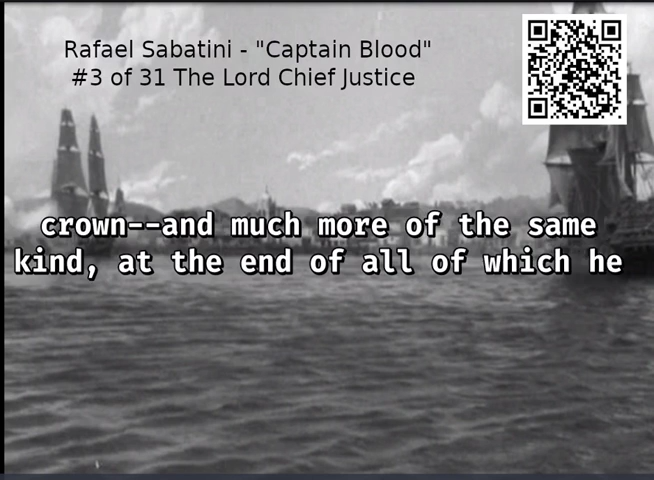 Rafael Sabatini - "Captain Blood"
#3 of 31 The Lord Chief Justice
crown--and much more of the same
kind, at the end of all of which he